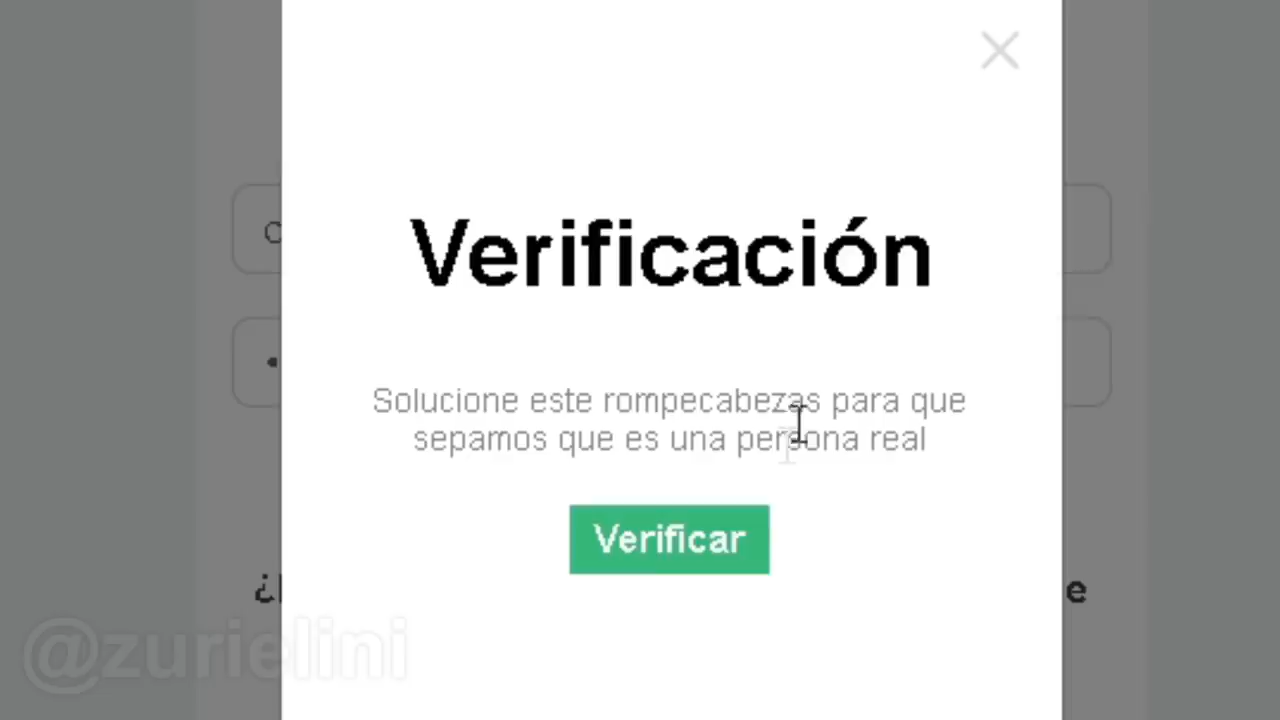 Verificación
Solucione este rompecabezas para que
sepamos que es una persona real
Verificar
@zurielini